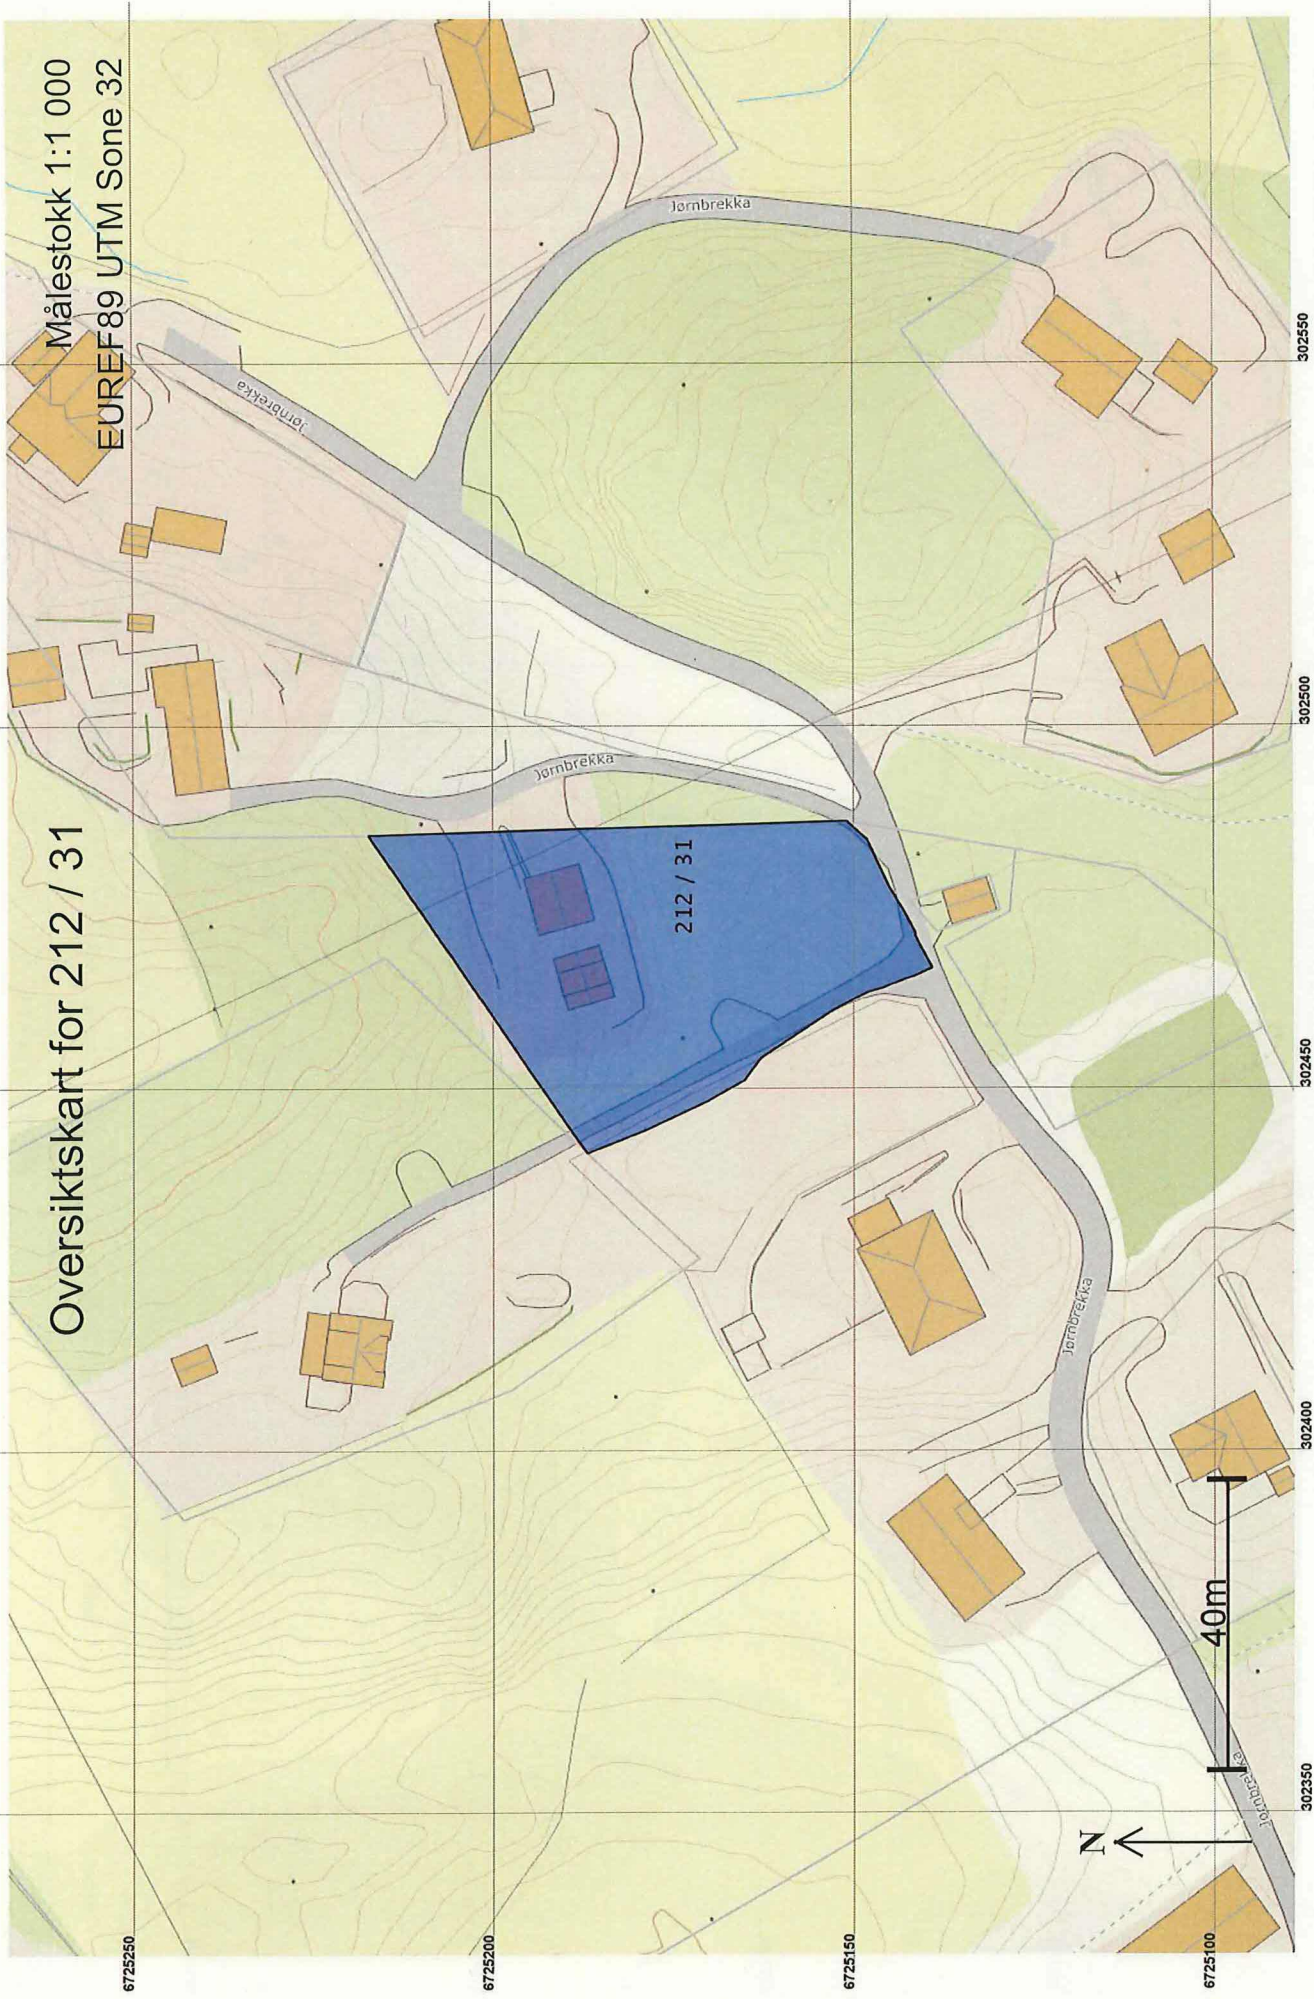 Oversiktskart for 212 / 31
Målestokk 1:1 000
EUREF89 UTM Sone 32
Jørnbrekka
Jørnbrekka
Jørnbrekka
212 / 31
Jørnbrekka
Jørnbrekka
40m
N
6725250
6725200
6725150
6725100
302350
302400
302450
302500
302550